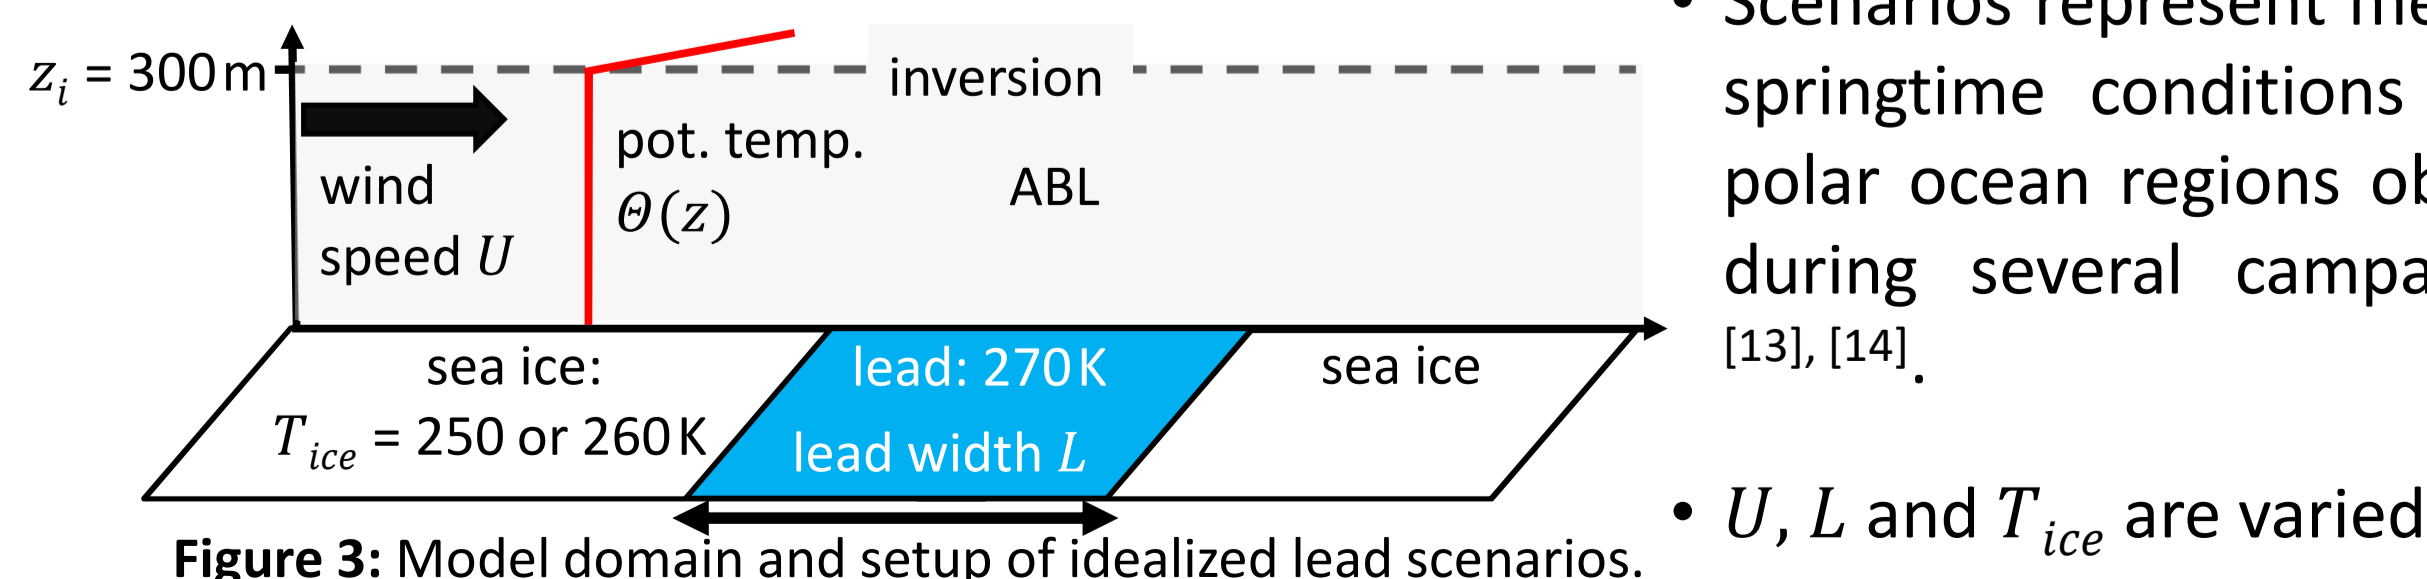 z_i = 300 m
inversion
pot. temp.
Θ(z)
ABL
wind
speed U
sea ice:
T_ice = 250 or 260 K
lead: 270 K
lead width L
sea ice
Figure 3: Model domain and setup of idealized lead scenarios.
• Scenarios represent
springtime conditions
polar ocean regions
during several
[13], [14].
• U, L and T_ice are varied